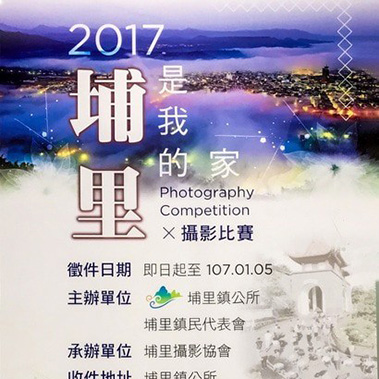 2017
埔里
是我的家
Photography
Competition
×攝影比賽
徵件日期 即日起至 107.01.05
主辦單位 埔里鎮公所
埔里鎮民代表會
承辦單位 埔里攝影協會
收件地址 埔里鎮公所